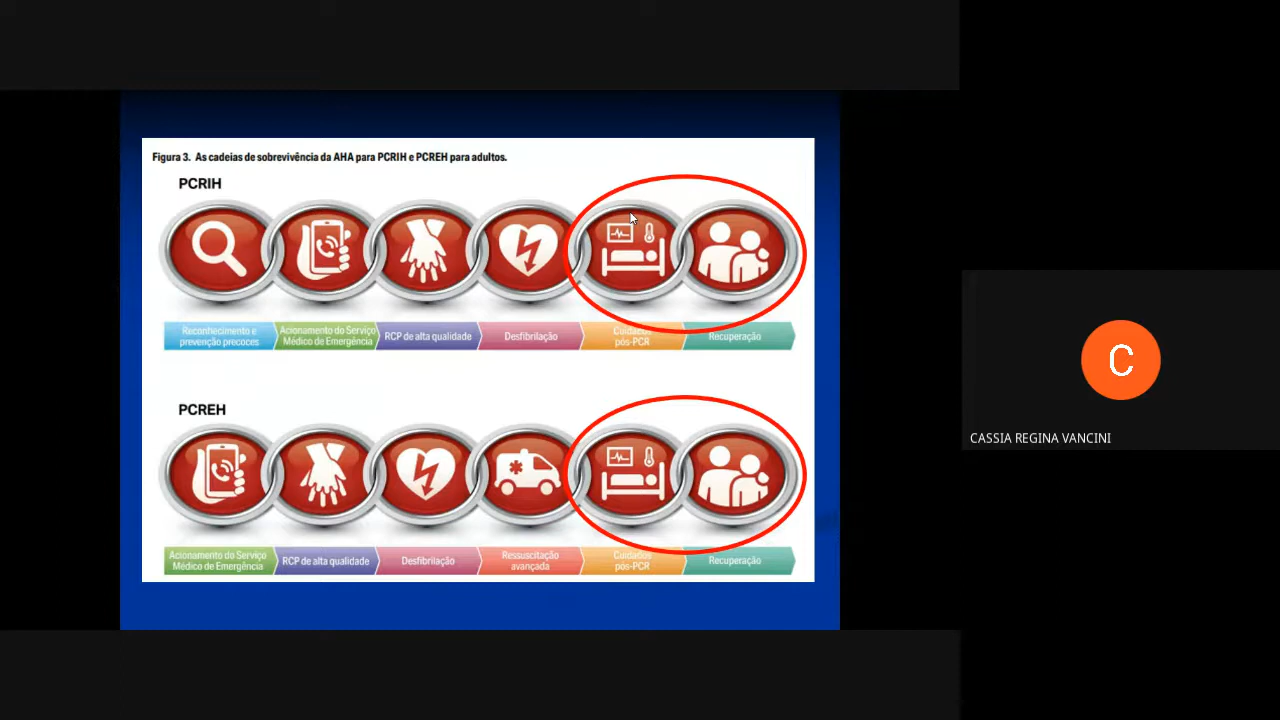 Figura 3. As cadeias de sobrevivência da AHA para PCRIH e PCREH para adultos.
PCRIH
Reconhecimento e
prevenção precoces
Acionamento do Serviço
Médico de Emergência
RCP de alta qualidade
Desfibrilação
Cuidados
pós-PCR
Recuperação
PCREH
Acionamento do Serviço
Médico de Emergência
RCP de alta qualidade
Desfibrilação
Ressuscitação
avançada
Cuidados
pós-PCR
Recuperação
C
CASSIA REGINA VANCINI